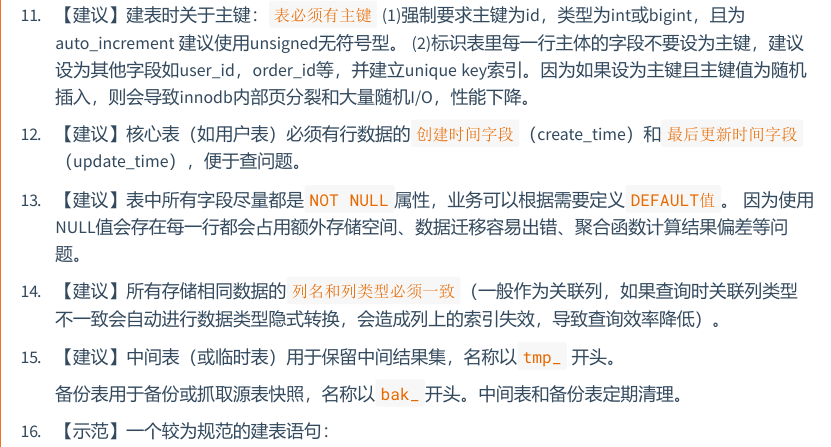 11. 【建议】建表时关于主键： 表必须有主键 (1)强制要求主键为id，类型为int或bigint，且为
auto_increment 建议使用unsigned无符号型。 (2)标识表里每一行主体的字段不要设为主键，建议
设为其他字段如user_id，order_id等，并建立unique key索引。因为如果设为主键且主键值为随机
插入，则会导致innodb内部页分裂和大量随机I/O，性能下降。
12. 【建议】核心表（如用户表）必须有行数据的 创建时间字段 （create_time）和 最后更新时间字段
（update_time），便于查问题。
13. 【建议】表中所有字段尽量都是 NOT NULL 属性，业务可以根据需要定义 DEFAULT值 。 因为使用
NULL值会存在每一行都会占用额外存储空间、数据迁移容易出错、聚合函数计算结果偏差等问
题。
14. 【建议】所有存储相同数据的 列名和列类型必须一致 （一般作为关联列，如果查询时关联列类型
不一致会自动进行数据类型隐式转换，会造成列上的索引失效，导致查询效率降低）。
15. 【建议】中间表（或临时表）用于保留中间结果集，名称以 tmp_ 开头。
备份表用于备份或抓取源表快照，名称以 bak_ 开头。中间表和备份表定期清理。
16. 【示范】一个较为规范的建表语句：